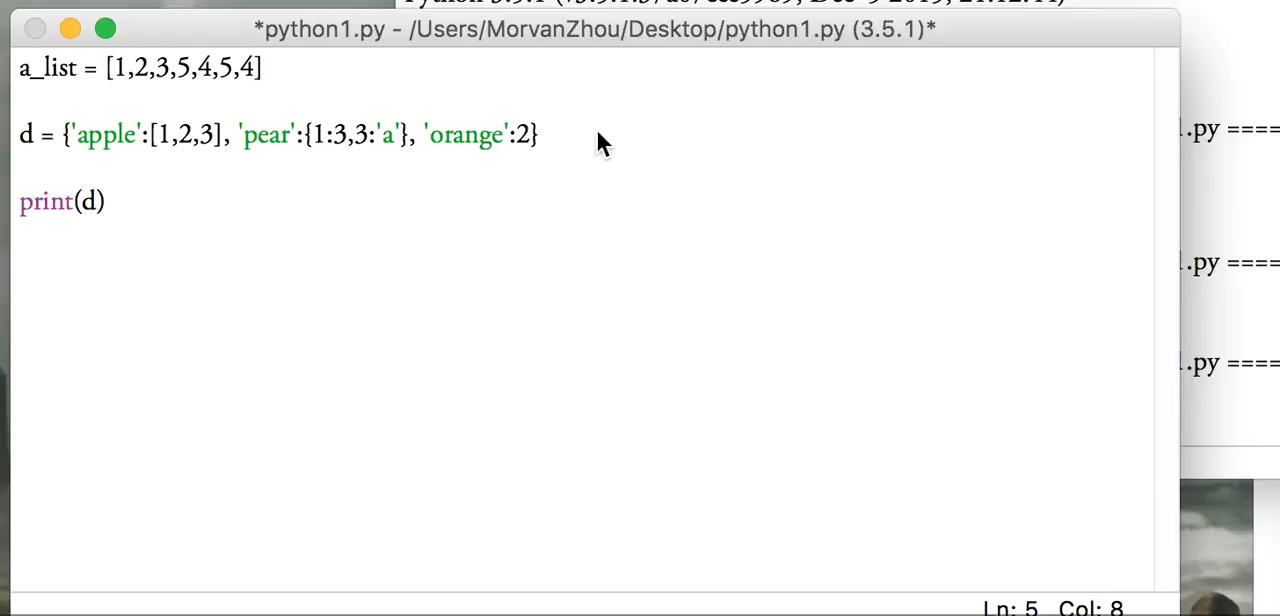 *python1.py - /Users/MorvanZhou/Desktop/python1.py (3.5.1)*
a_list = [1,2,3,5,4,5,4]
d = {'apple':[1,2,3], 'pear':{1:3,3:'a'}, 'orange':2}
print(d)
.py ====
.py ====
.py ====
Ln: 5 Col: 8